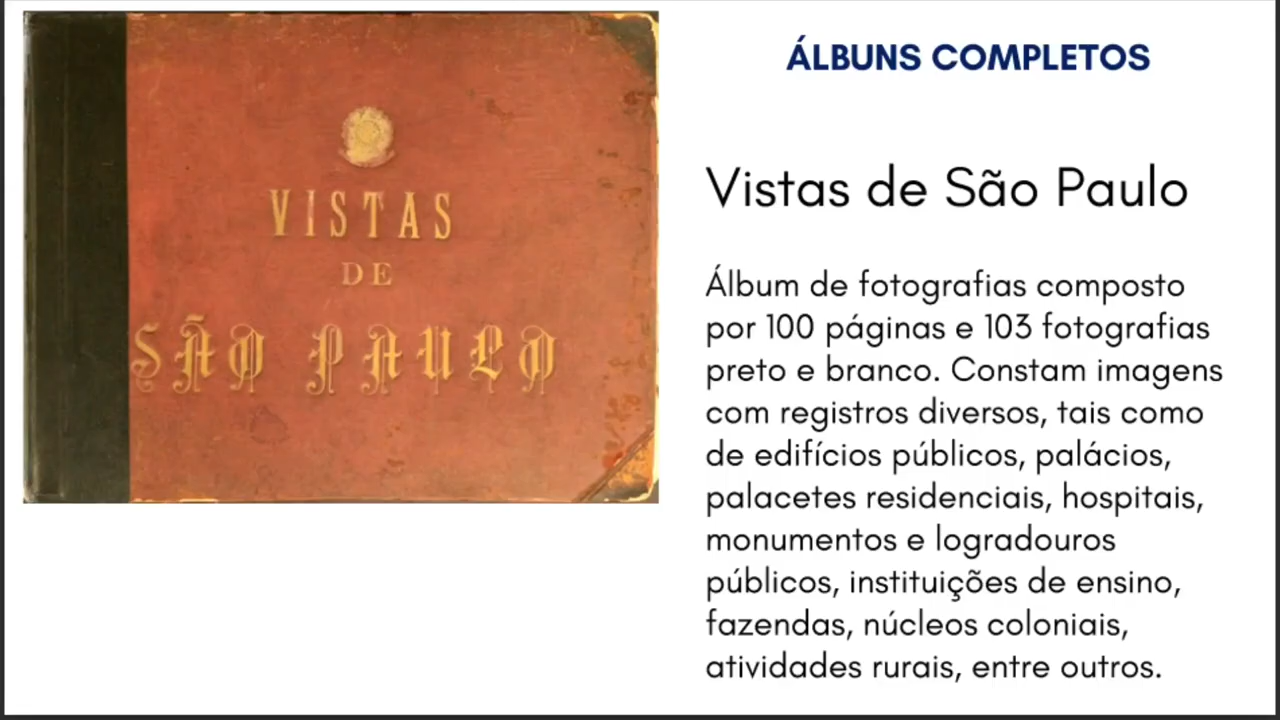 VISTAS
DE
SÃO PAULO
ÁLBUNS COMPLETOS
Vistas de São Paulo
Álbum de fotografias composto
por 100 páginas e 103 fotografias
preto e branco. Constam imagens
com registros diversos, tais como
de edifícios públicos, palácios,
palacetes residenciais, hospitais,
monumentos e logradouros
públicos, instituições de ensino,
fazendas, núcleos coloniais,
atividades rurais, entre outros.